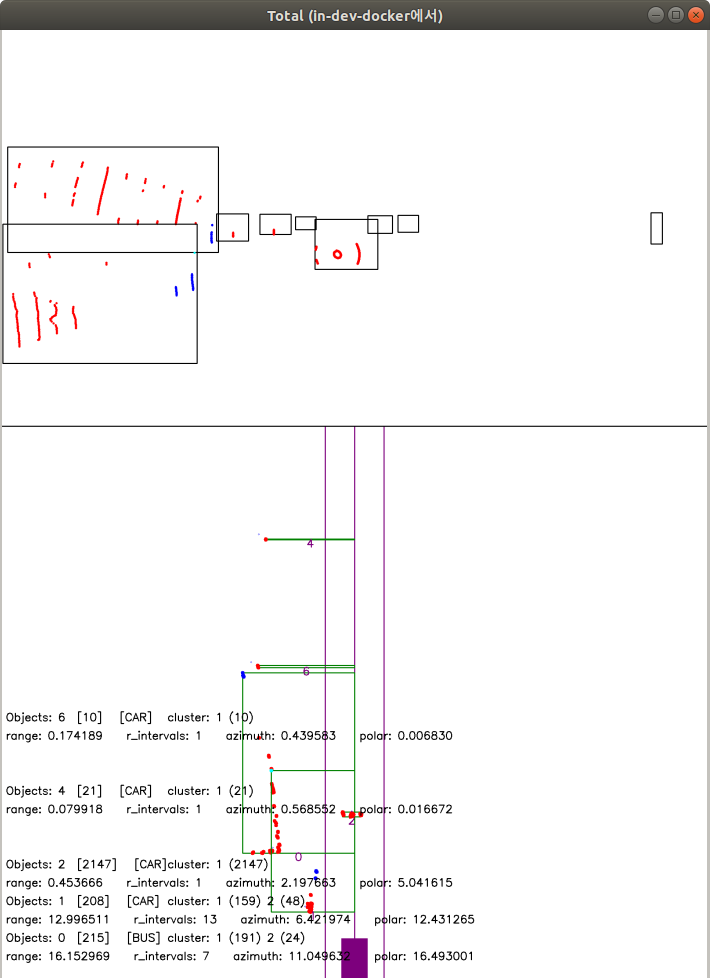 Total (in-dev-docker에서)
4
6
Objects: 6 [10] [CAR] cluster: 1 (10)
range: 0.174189 r_intervals: 1 azimuth: 0.439583 polar: 0.006830
Objects: 4 [21] [CAR] cluster: 1 (21)
range: 0.079918 r_intervals: 1 azimuth: 0.568552 polar: 0.016672
2
0
Objects: 2 [2147] [CAR]cluster: 1 (2147)
range: 0.453666 r_intervals: 1 azimuth: 2.197663 polar: 5.041615
Objects: 1 [208] [CAR] cluster: 1 (159) 2 (48)
range: 12.996511 r_intervals: 13 azimuth: 6.421974 polar: 12.431265
Objects: 0 [215] [BUS] cluster: 1 (191) 2 (24)
range: 16.152969 r_intervals: 7 azimuth: 11.049632 polar: 16.493001